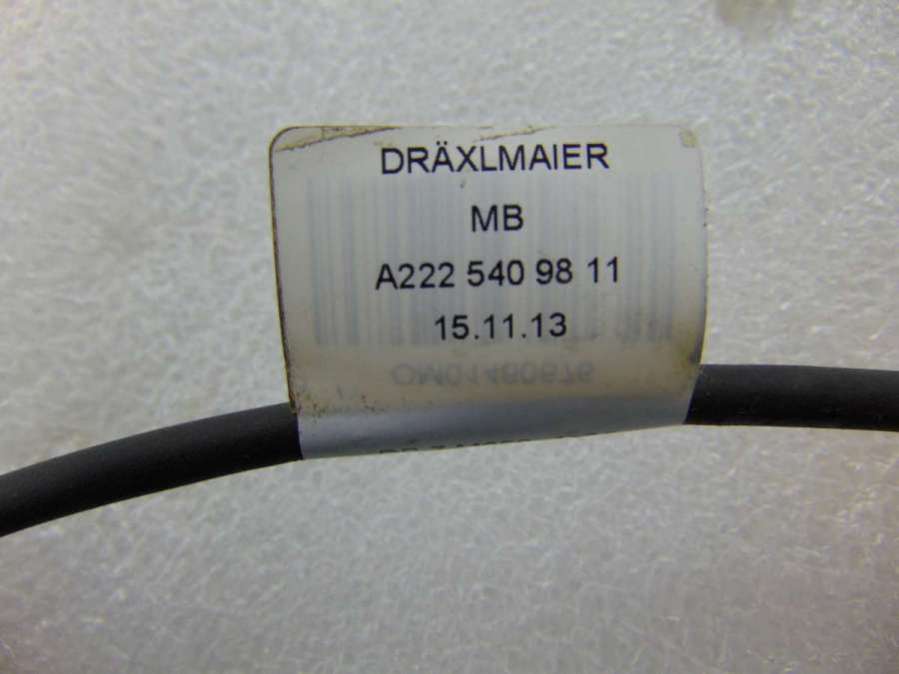 DRÄXLMAIER
MB
A222 540 98 11
15.11.13